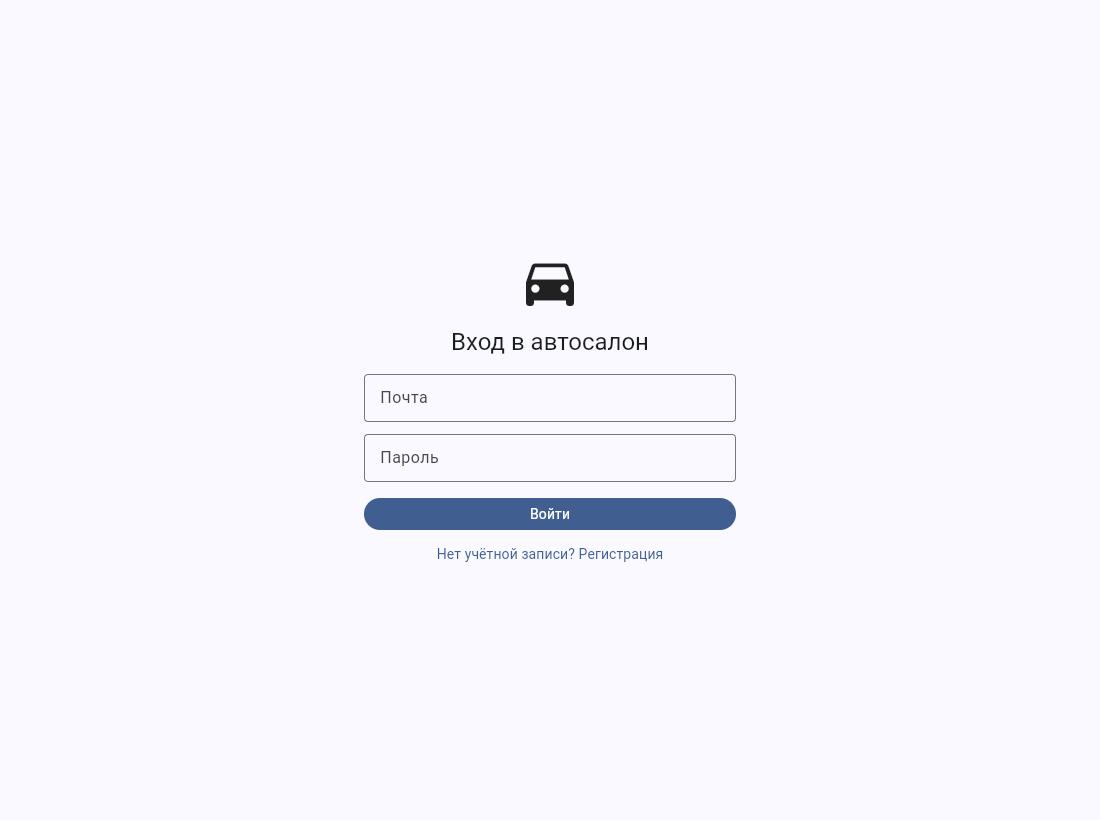 Вход в автосалон
Почта
Пароль
Войти
Нет учётной записи? Регистрация